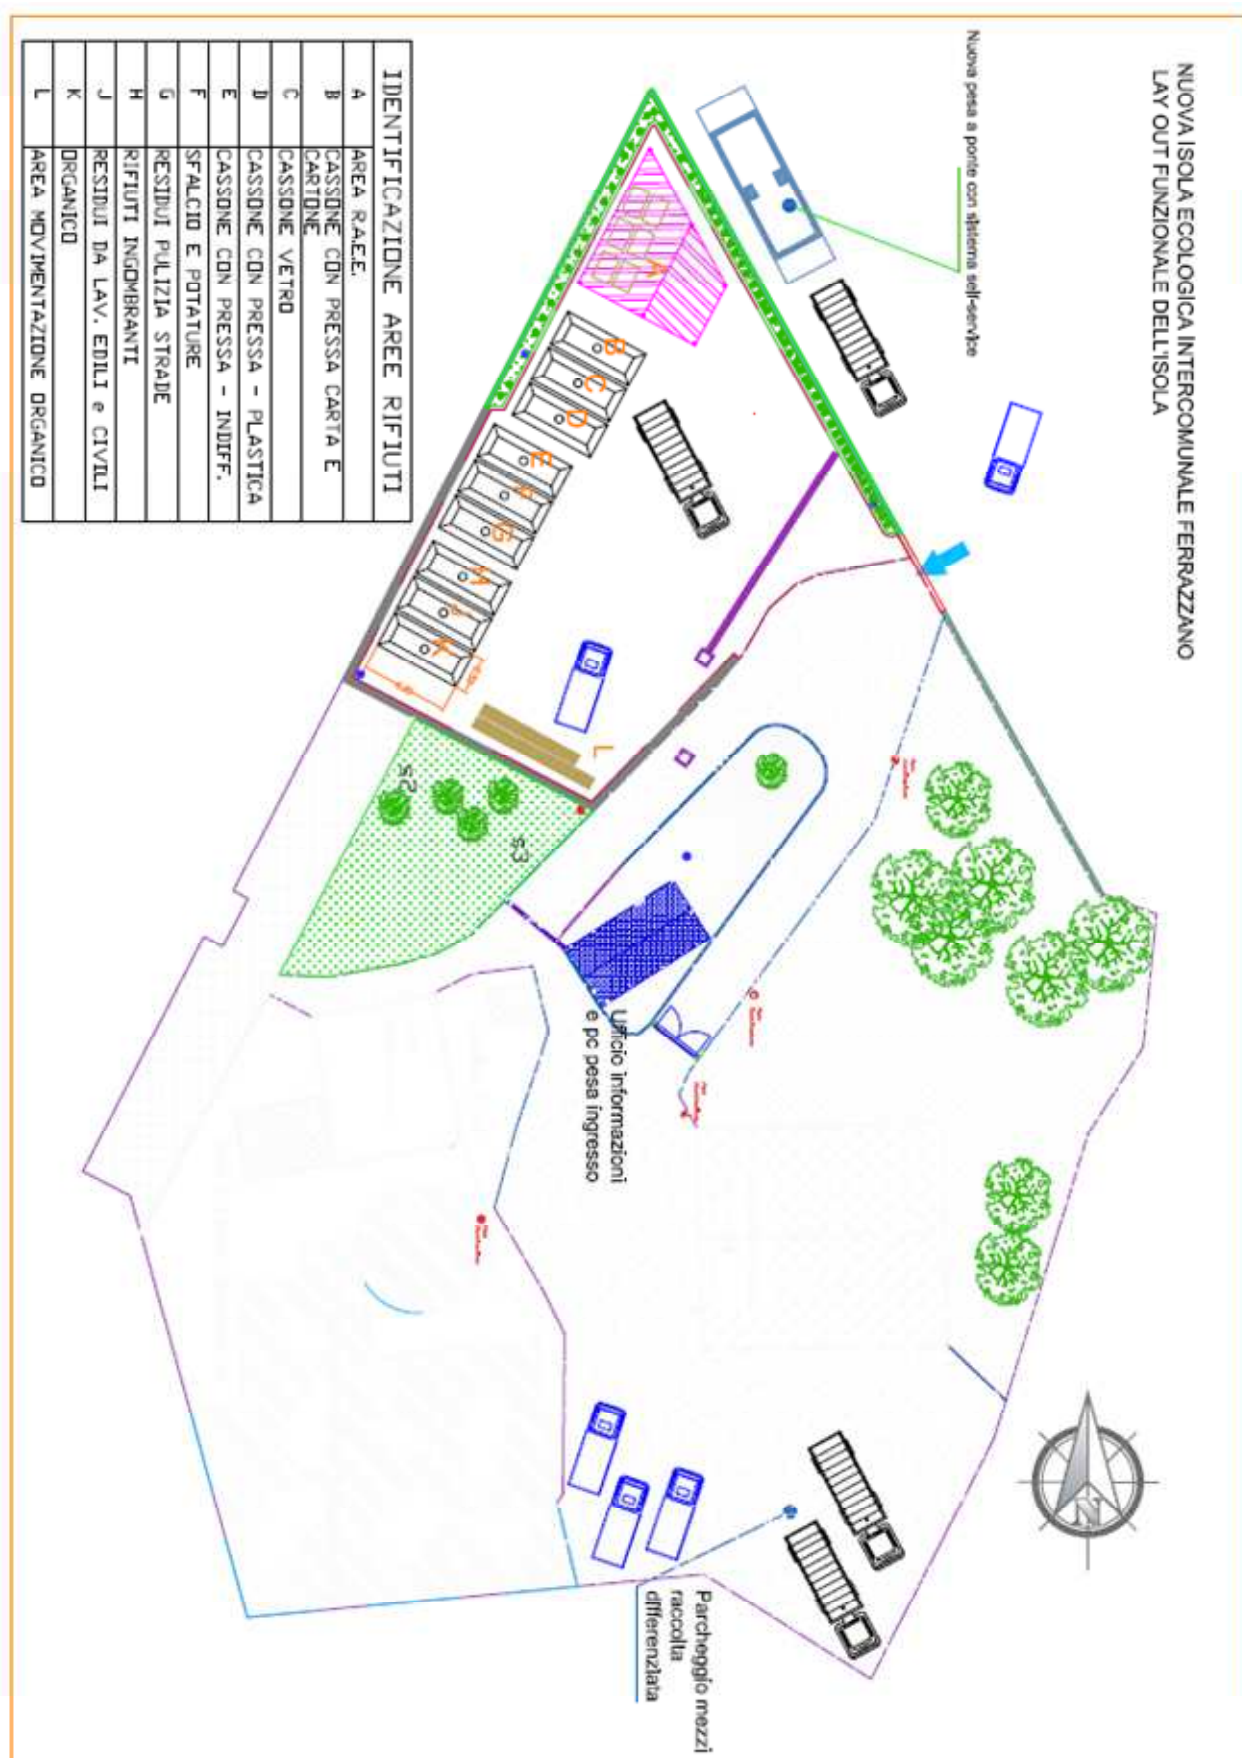 NUOVA ISOLA ECOLOGICA INTERCOMUNALE FERRAZZANO
LAY OUT FUNZIONALE DELL'ISOLA
Nuova pesa a ponte con sistema self-service
IDENTIFICAZIONE AREE RIFIUTI
A AREA R.A.E.E.
B CASSONE CON PRESSA CARTA E
CARTONE
C CASSONE VETRO
D CASSONE CON PRESSA - PLASTICA
E CASSONE CON PRESSA - INDIFF.
F SFALCIO E POTATURE
G RESIDUI PULIZIA STRADE
H RIFIUTI INGOMBRANTI
J RESIDUI DA LAV. EDILI e CIVILI
K ORGANICO
L AREA MOVIMENTAZIONE ORGANICO
A
B
C
D
E
F
G
H
J
K
L
s2
s3
Ufficio informazioni
e pc pesa ingresso
Parcheggio mezzi
raccolta
differenziata
N